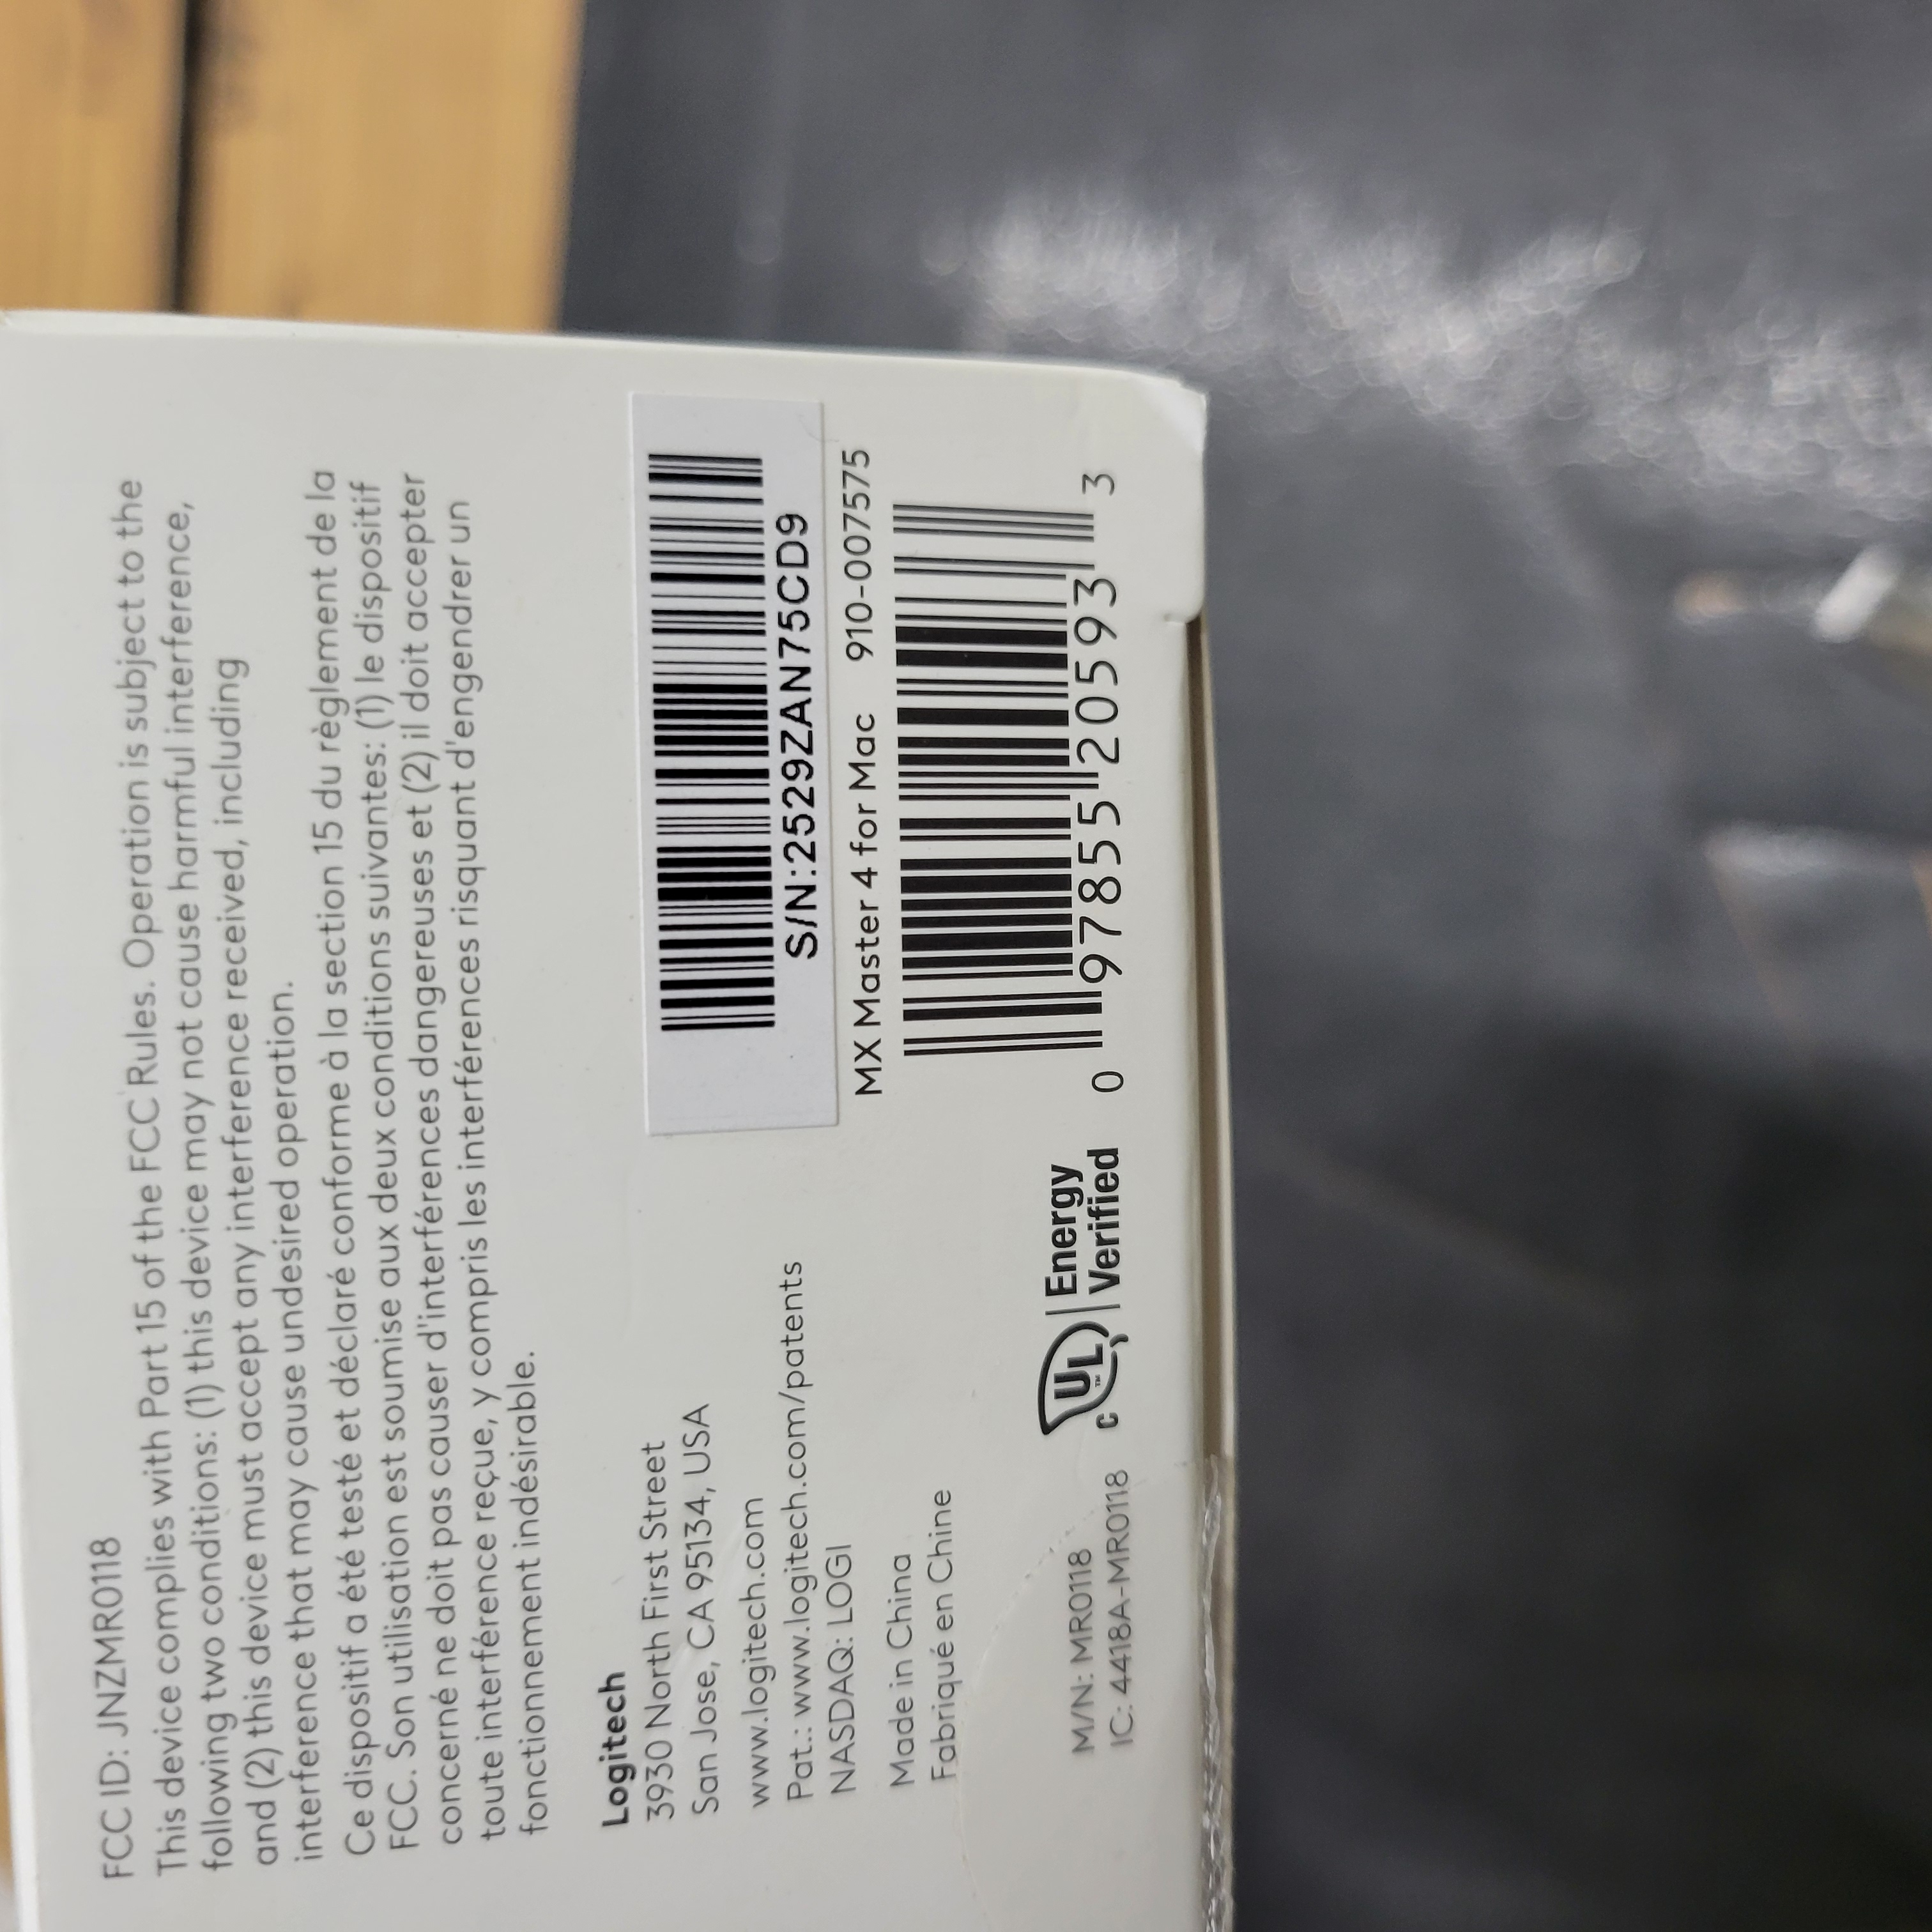 FCC ID: JNZMR0118
This device complies with Part 15 of the FCC Rules. Operation is subject to the
following two conditions: (1) this device may not cause harmful interference,
and (2) this device must accept any interference received, including
interference that may cause undesired operation.
Ce dispositif a été testé et déclaré conforme à la section 15 du règlement de la
FCC. Son utilisation est soumise aux deux conditions suivantes: (1) le dispositif
concerné ne doit pas causer d'interférences dangereuses et (2) il doit accepter
toute interférence reçue, y compris les interférences risquant d'engendrer un
fonctionnement indésirable.
Logitech
3930 North First Street
San Jose, CA 95134, USA
www.logitech.com
Pat.: www.logitech.com/patents
NASDAQ: LOGI
Made in China
Fabriqué en Chine
M/N: MR0118
IC: 4418A-MR0118
c UL ™ Energy
Verified
S/N:2529ZAN75CD9
MX Master 4 for Mac 910-007575
0 97855 20593 3